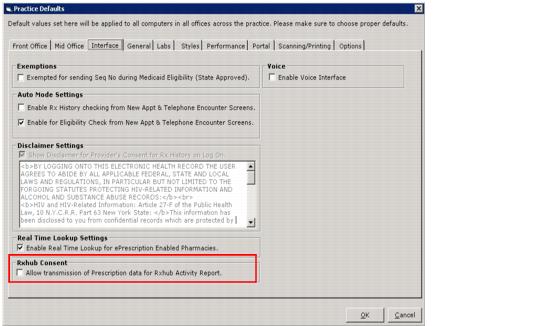 Practice Defaults
Default values set here will be applied to all computers in all offices across the practice. Please make sure to choose proper defaults.
Front Office Mid Office Interface General Labs Styles Performance Portal Scanning/Printing Options
Exemptions
Exempted for sending Seq No during Medicaid Eligibility (State Approved).
Voice
Enable Voice Interface
Auto Mode Settings
Enable Rx History checking from New Appt & Telephone Encounter Screens.
Enable for Eligibility Check from New Appt & Telephone Encounter Screens.
Disclaimer Settings
Show Disclaimer for Provider's Consent for Rx History on Log On
<b>BY LOGGING ONTO THIS ELECTRONIC HEALTH RECORD THE USER
AGREES TO ABIDE BY ALL APPLICABLE FEDERAL, STATE AND LOCAL
LAWS AND REGULATIONS, IN PARTICULAR BUT NOT LIMITED TO THE
FORGOING STATUTES PROTECTING HIV-RELATED INFORMATION AND
ALCOHOL AND SUBSTANCE ABUSE RECORDS:</b><br>
<b>HIV and HIV-Related Information: Article 27-F of the Public Health
Law, 10 N.Y.C.R.R. Part 63 New York State: </b>This information has
been disclosed to you from confidential records which are protected by
Real Time Lookup Settings
Enable Real Time Lookup for ePrescription Enabled Pharmacies.
Rxhub Consent
Allow transmission of Prescription data for Rxhub Activity Report.
OK Cancel